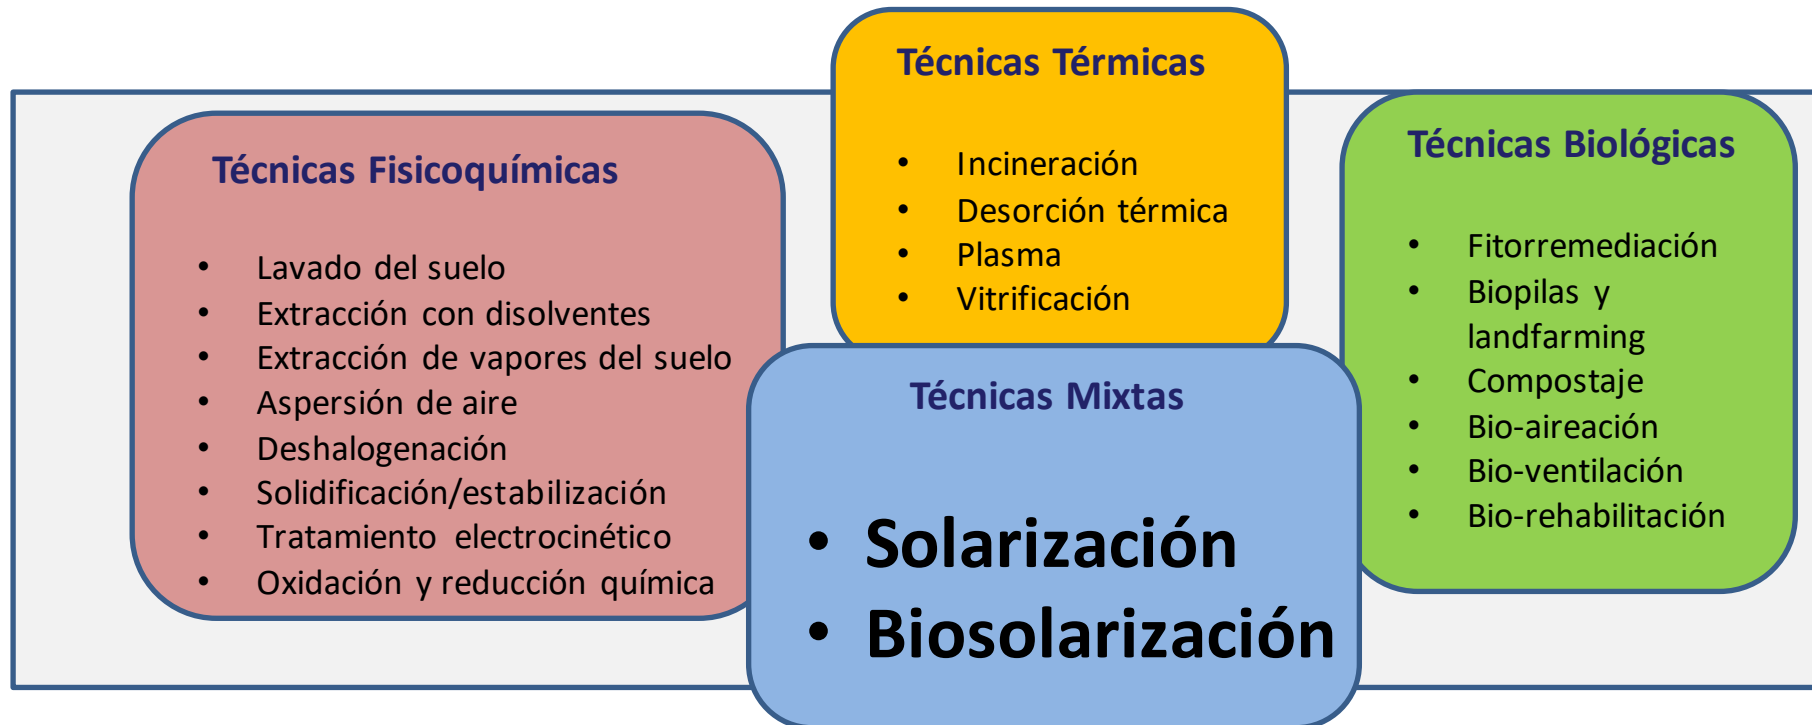 Técnicas Fisicoquímicas
• Lavado del suelo
• Extracción con disolventes
• Extracción de vapores del suelo
• Aspersión de aire
• Deshalogenación
• Solidificación/estabilización
• Tratamiento electrocinético
• Oxidación y reducción química
Técnicas Térmicas
• Incineración
• Desorción térmica
• Plasma
• Vitrificación
Técnicas Mixtas
• Solarización
• Biosolarización
Técnicas Biológicas
• Fitorremediación
• Biopilas y
landfarming
• Compostaje
• Bio-aireación
• Bio-ventilación
• Bio-rehabilitación